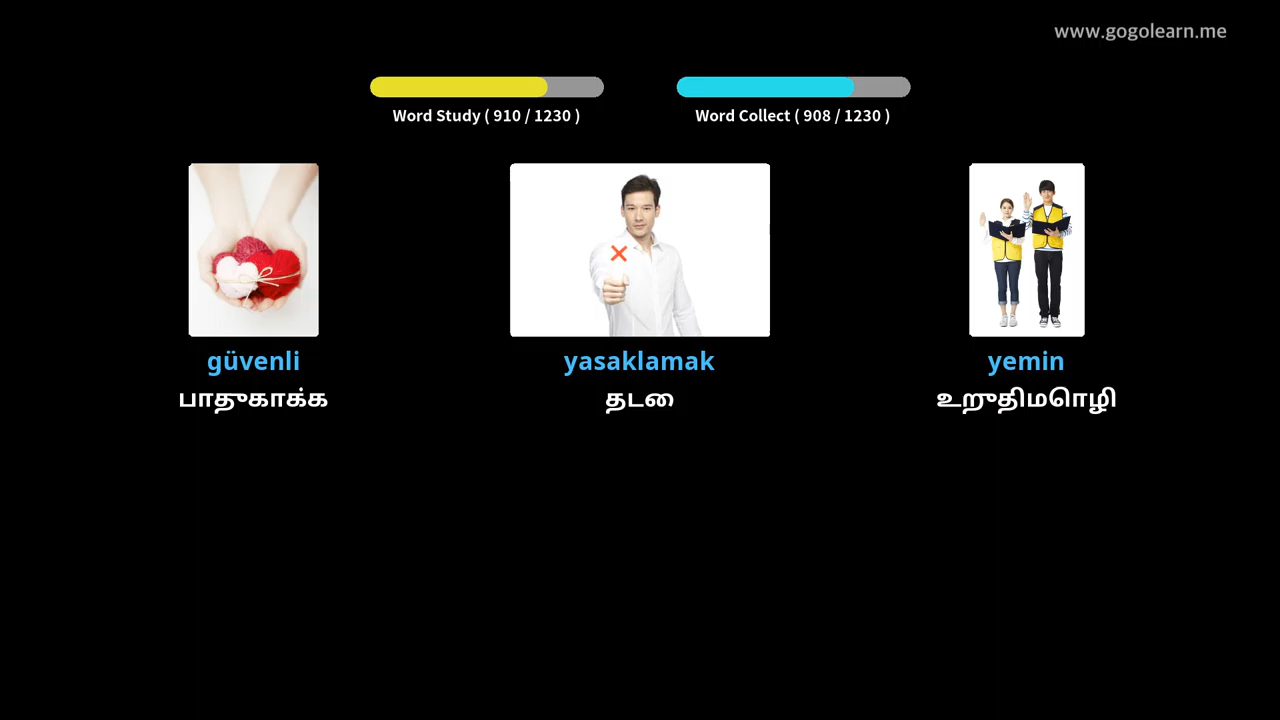 www.gogolearn.me
Word Study ( 910 / 1230 )
Word Collect ( 908 / 1230 )
güvenli
yasaklamak
yemin
பாதுகாக்க
தடை
உறுதிமொழி